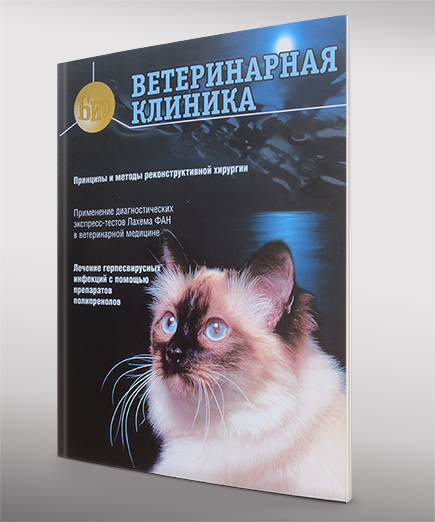 Био
ВЕТЕРИНАРНАЯ
КЛИНИКА
Принципы и методы реконструктивной хирургии
Применение диагностических
экспресс-тестов Лахема ФАН
в ветеринарной медицине
Лечение герпесвирусных
инфекций с помощью
препаратов
полипренолов